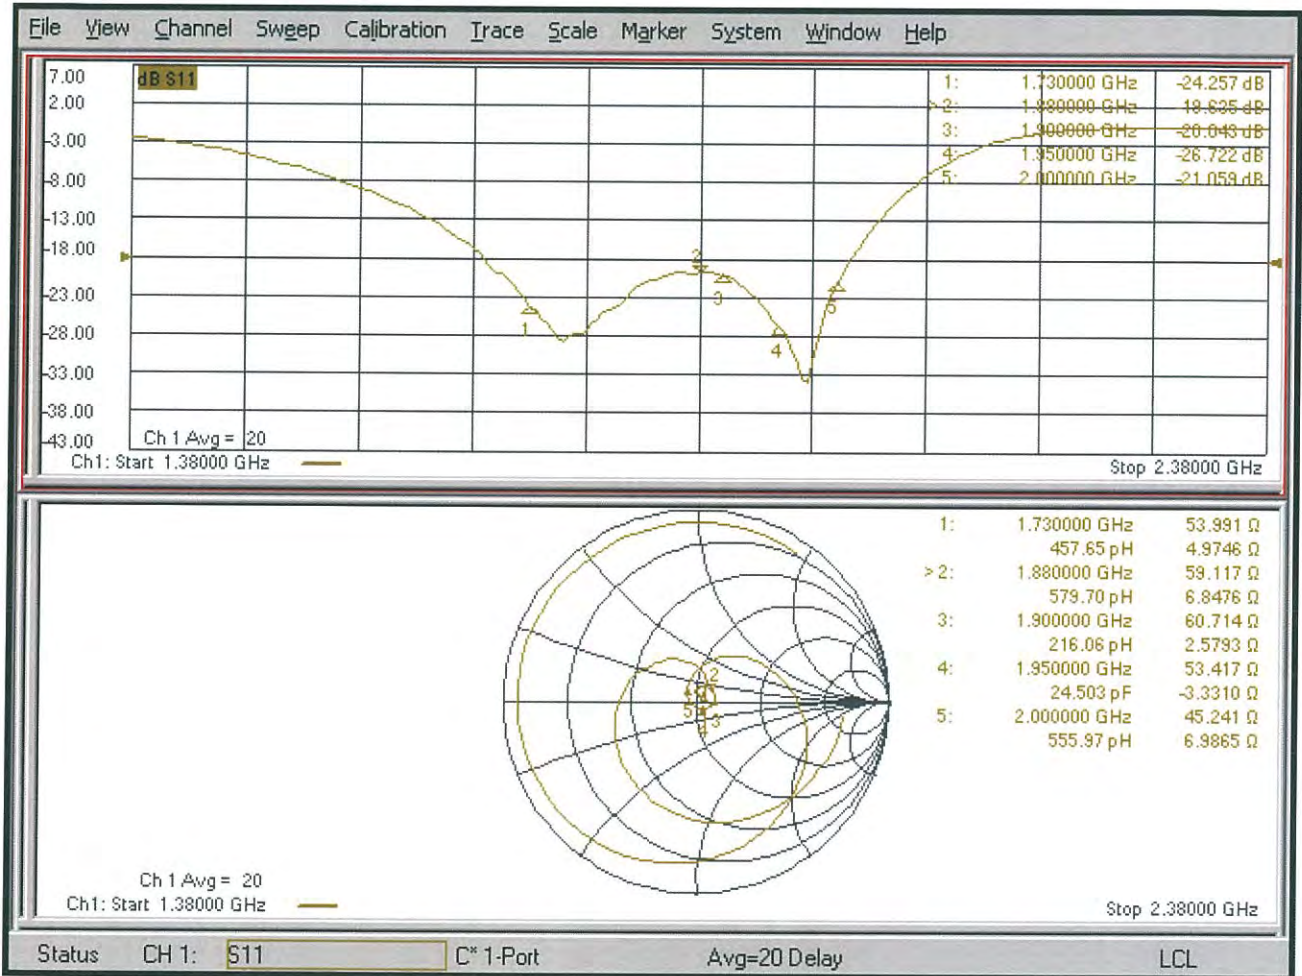 File View Channel Sweep Calibration Trace Scale Marker System Window Help
7.00
2.00
-3.00
-8.00
-13.00
-18.00
-23.00
-28.00
-33.00
-38.00
-43.00
dB S11
1: 1.730000 GHz -24.257 dB
>2: 1.880000 GHz -19.635 dB
3: 1.900000 GHz -20.043 dB
4: 1.950000 GHz -26.722 dB
5: 2.000000 GHz -21.059 dB
1
2
3
4
5
Ch 1 Avg = 20
Ch1: Start 1.38000 GHz
Stop 2.38000 GHz
1: 1.730000 GHz 53.991 Ω
457.65 pH 4.9746 Ω
>2: 1.880000 GHz 59.117 Ω
579.70 pH 6.8476 Ω
3: 1.900000 GHz 60.714 Ω
216.06 pH 2.5793 Ω
4: 1.950000 GHz 53.417 Ω
24.503 pF -3.3310 Ω
5: 2.000000 GHz 45.241 Ω
555.97 pH 6.9865 Ω
2
1
5
3
4
Ch 1 Avg = 20
Ch1: Start 1.38000 GHz
Stop 2.38000 GHz
Status CH 1: S11 C* 1-Port Avg=20 Delay LCL